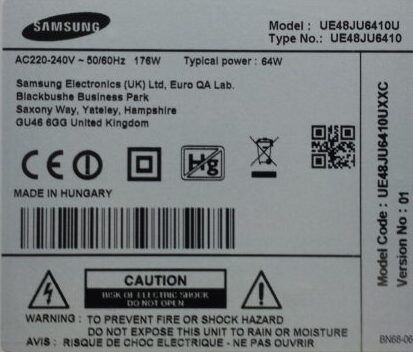 SAMSUNG
Model : UE48JU6410U
Type No.: UE48JU6410
AC220-240V ~ 50/60Hz 176W Typical power : 64W
Samsung Electronics (UK) Ltd, Euro QA Lab.
Blackbushe Business Park
Saxony Way, Yateley, Hampshire
GU46 6GG United Kingdom
CE
Hg
MADE IN HUNGARY
Model Code : UE48JU6410UXXC
Version No : 01
CAUTION
RISK OF ELECTRIC SHOCK
DO NOT OPEN
WARNING : TO PREVENT FIRE OR SHOCK HAZARD
DO NOT EXPOSE THIS UNIT TO RAIN OR MOISTURE
AVIS : RISQUE DE CHOC ELECTRIQUE - NE PAS OUVRIR